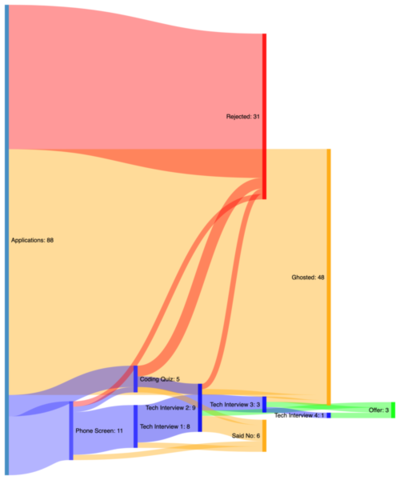 Rejected: 31
Applications: 88
Ghosted: 48
Coding Quiz: 5
Tech Interview 2: 9
Tech Interview 3: 3
Offer: 3
Tech Interview 4: 1
Phone Screen: 11
Tech Interview 1: 8
Said No: 6